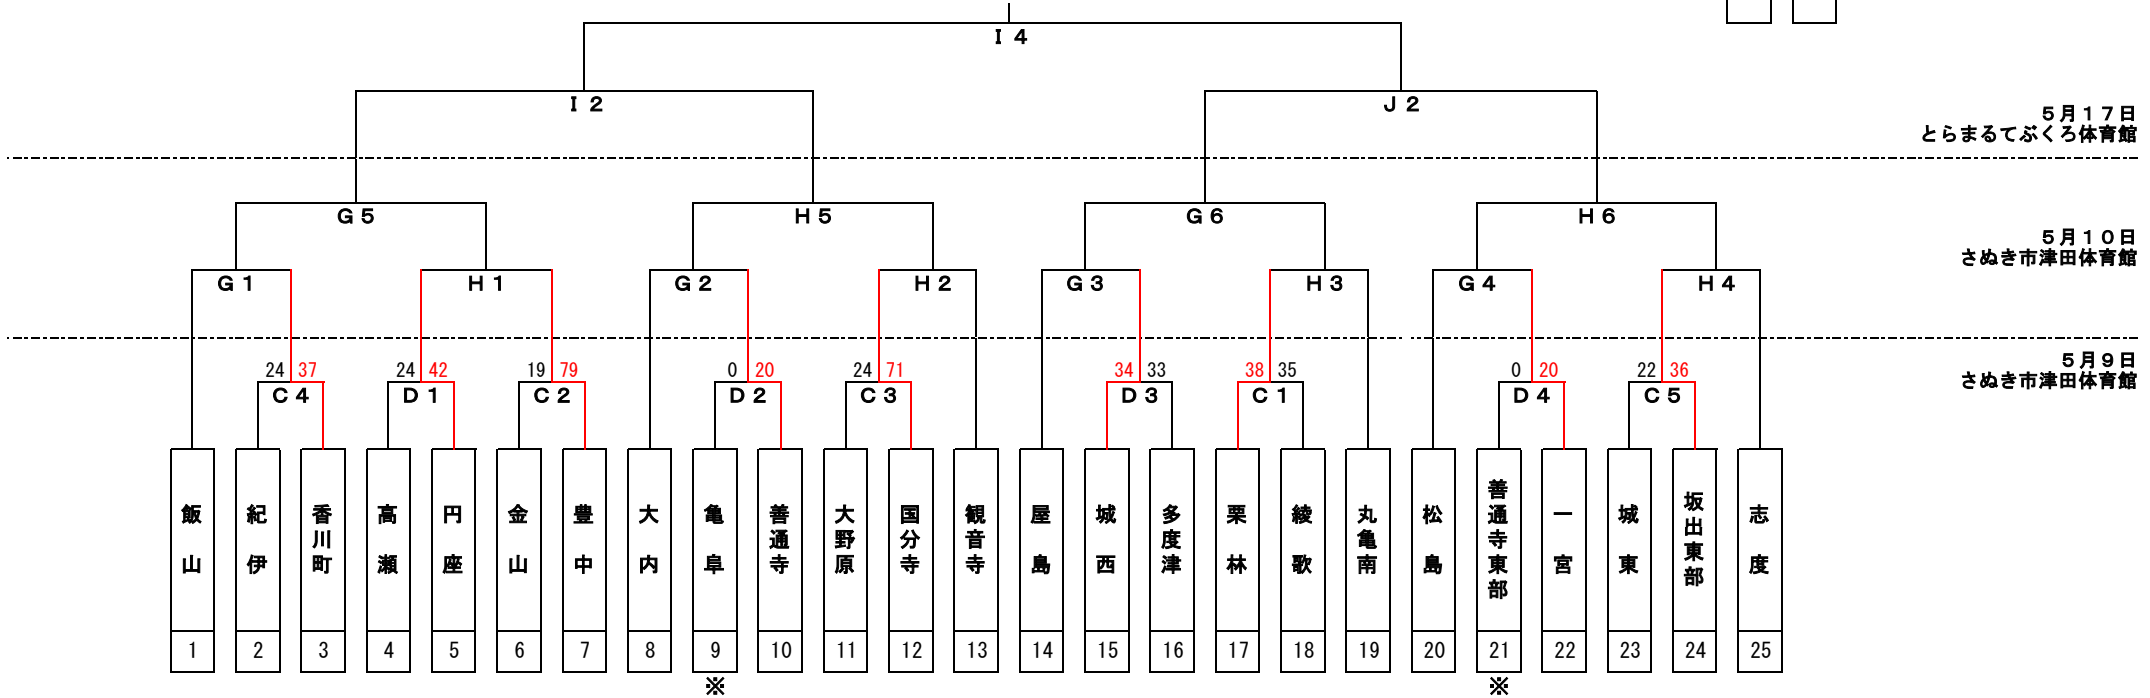 Ｉ４
Ｉ２
Ｊ２
５月１７日
とらまるてぶくろ体育館
Ｇ５
Ｈ５
Ｇ６
Ｈ６
５月１０日
さぬき市津田体育館
Ｇ１
Ｈ１
Ｇ２
Ｈ２
Ｇ３
Ｈ３
Ｇ４
Ｈ４
５月９日
さぬき市津田体育館
24 37
24 42
19 79
0 20
24 71
34 33
38 35
0 20
22 36
Ｃ４
Ｄ１
Ｃ２
Ｄ２
Ｃ３
Ｄ３
Ｃ１
Ｄ４
Ｃ５
飯山
紀伊
香川町
高瀬
円座
金山
豊中
大内
亀阜
善通寺
大野原
国分寺
観音寺
屋島
城西
多度津
栗林
綾歌
丸亀南
松島
善通寺東部
一宮
城東
坂出東部
志度
1
2
3
4
5
6
7
8
9
10
11
12
13
14
15
16
17
18
19
20
21
22
23
24
25
※
※